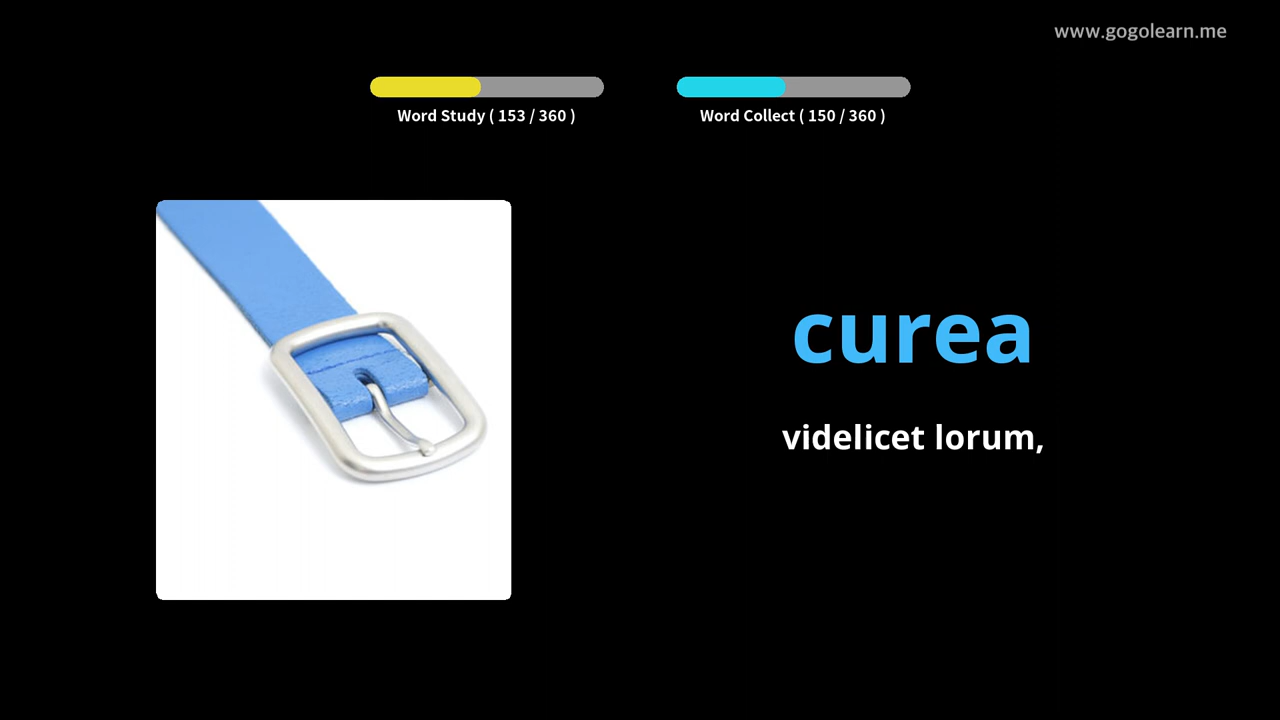 www.gogolearn.me
Word Study ( 153 / 360 )
Word Collect ( 150 / 360 )
curea
videlicet lorum,